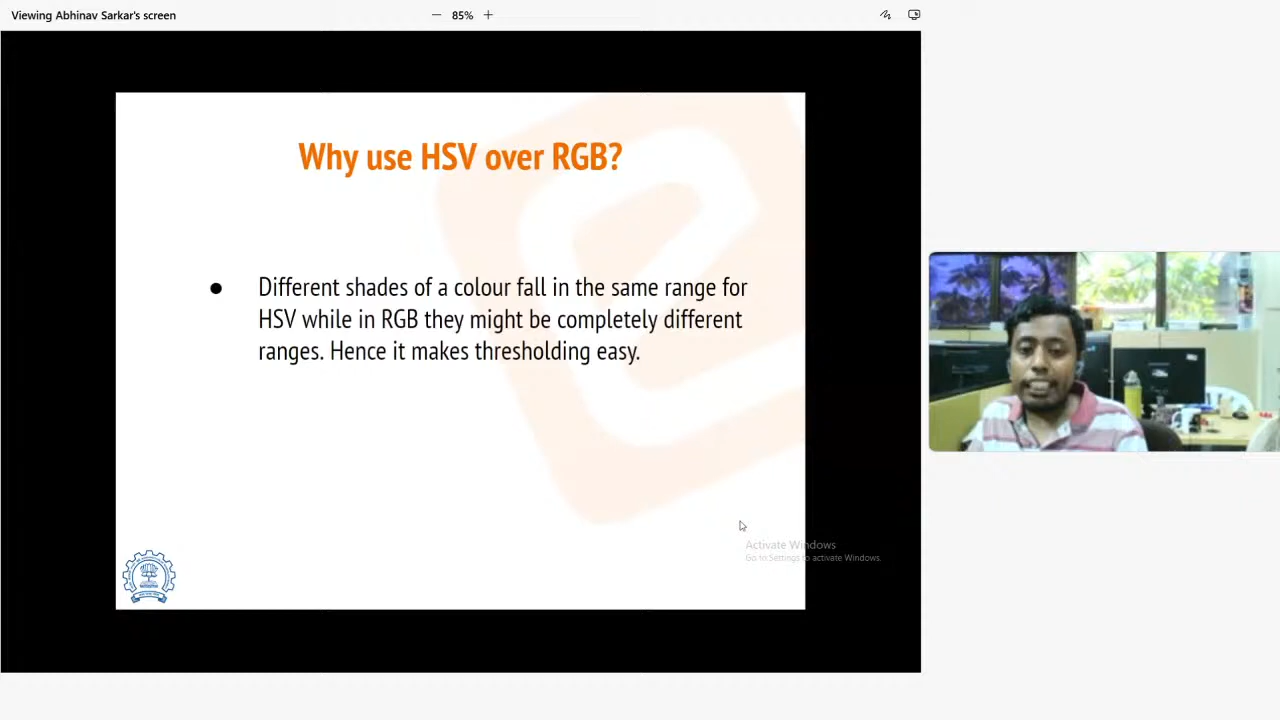 Viewing Abhinav Sarkar's screen
85%
Why use HSV over RGB?
● Different shades of a colour fall in the same range for
HSV while in RGB they might be completely different
ranges. Hence it makes thresholding easy.
Activate Windows
Go to Settings to activate Windows.